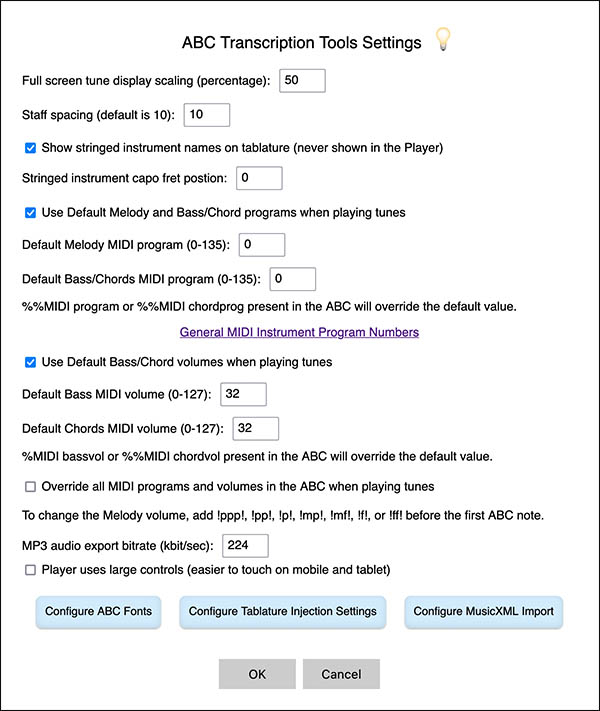 ABC Transcription Tools Settings
Full screen tune display scaling (percentage): 50
Staff spacing (default is 10): 10
Show stringed instrument names on tablature (never shown in the Player)
Stringed instrument capo fret postion: 0
Use Default Melody and Bass/Chord programs when playing tunes
Default Melody MIDI program (0-135): 0
Default Bass/Chords MIDI program (0-135): 0
%%MIDI program or %%MIDI chordprog present in the ABC will override the default value.
General MIDI Instrument Program Numbers
Use Default Bass/Chord volumes when playing tunes
Default Bass MIDI volume (0-127): 32
Default Chords MIDI volume (0-127): 32
%MIDI bassvol or %%MIDI chordvol present in the ABC will override the default value.
Override all MIDI programs and volumes in the ABC when playing tunes
To change the Melody volume, add !ppp!, !pp!, !p!, !mp!, !mf!, !f!, or !ff! before the first ABC note.
MP3 audio export bitrate (kbit/sec): 224
Player uses large controls (easier to touch on mobile and tablet)
Configure ABC Fonts Configure Tablature Injection Settings Configure MusicXML Import
OK Cancel